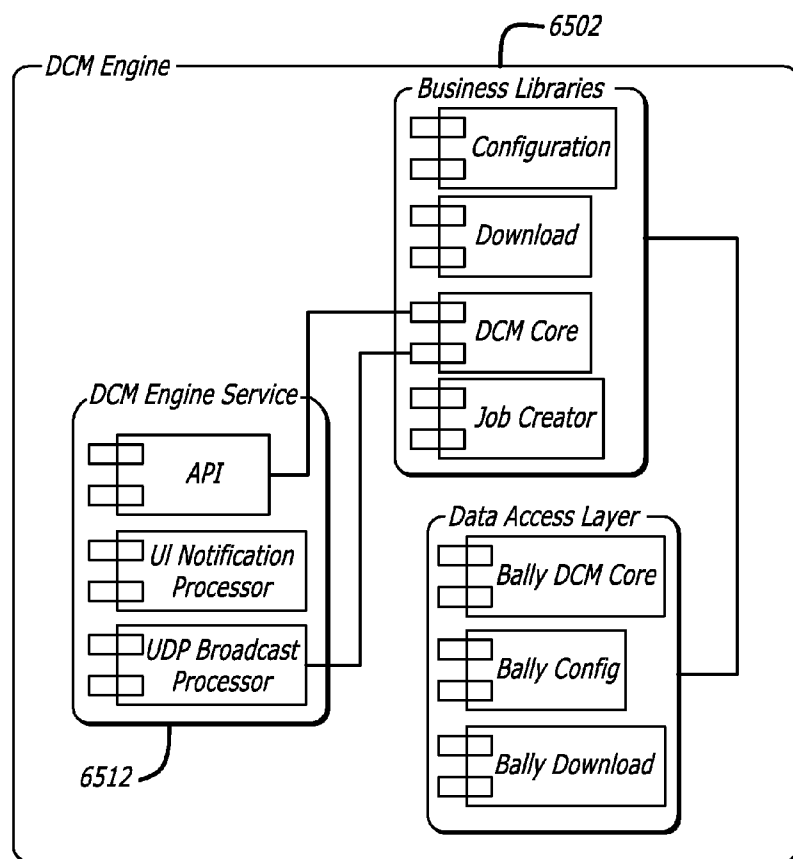 6502
DCM Engine
Business Libraries
Configuration
Download
DCM Core
Job Creator
DCM Engine Service
API
UI Notification
Processor
UDP Broadcast
Processor
6512
Data Access Layer
Bally DCM Core
Bally Config
Bally Download